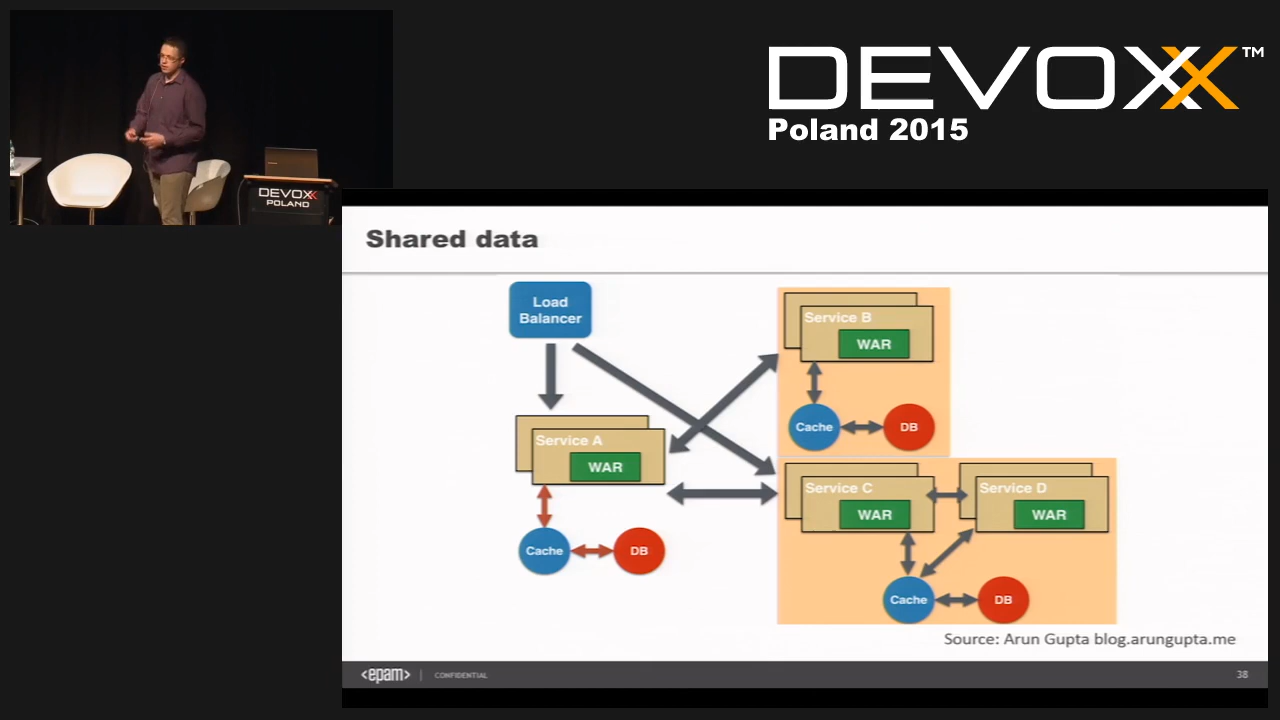 DEVOXX™
Poland 2015
DEVOXX
POLAND
Shared data
Load
Balancer
Service A
WAR
Cache
DB
Service B
WAR
Cache
DB
Service C
WAR
Service D
WAR
Cache
DB
Source: Arun Gupta blog.arungupta.me
<epam> | CONFIDENTIAL
38